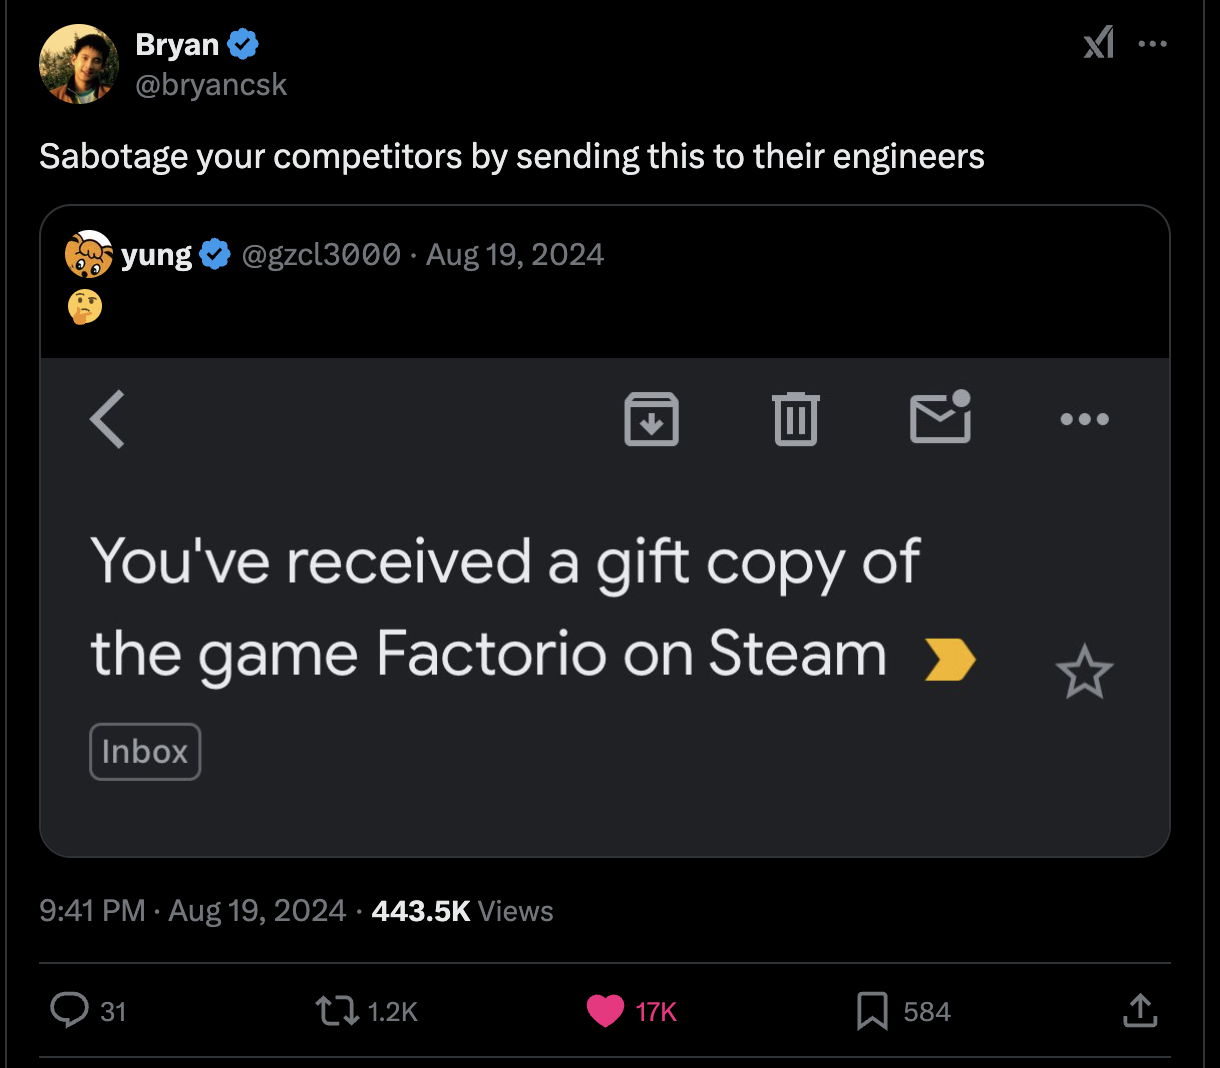 Bryan
@bryancsk
Sabotage your competitors by sending this to their engineers
yung @gzcl3000 · Aug 19, 2024
🤔
You've received a gift copy of
the game Factorio on Steam
Inbox
9:41 PM · Aug 19, 2024 · 443.5K Views
31 1.2K 17K 584